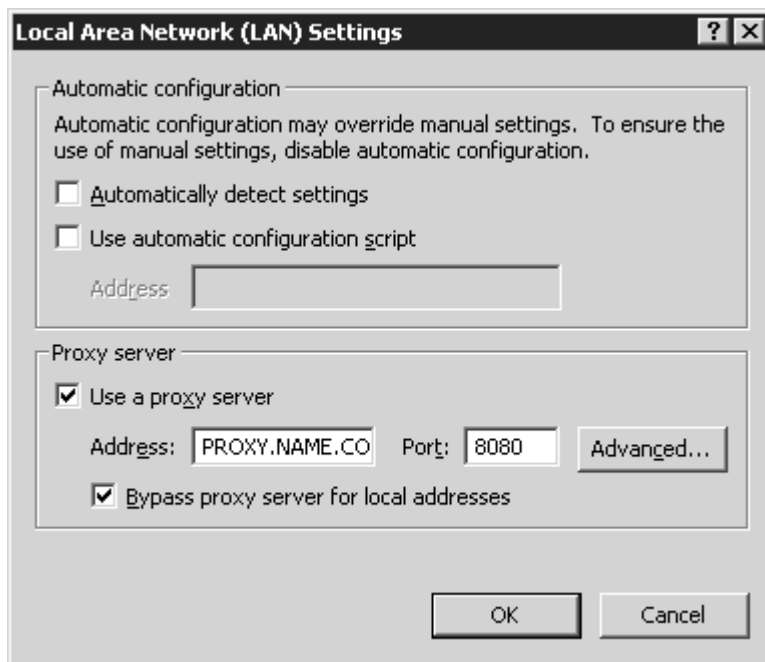 Local Area Network (LAN) Settings
Automatic configuration
Automatic configuration may override manual settings. To ensure the
use of manual settings, disable automatic configuration.
Automatically detect settings
Use automatic configuration script
Address
Proxy server
Use a proxy server
Address: PROXY.NAME.CO Port: 8080 Advanced...
Bypass proxy server for local addresses
OK Cancel